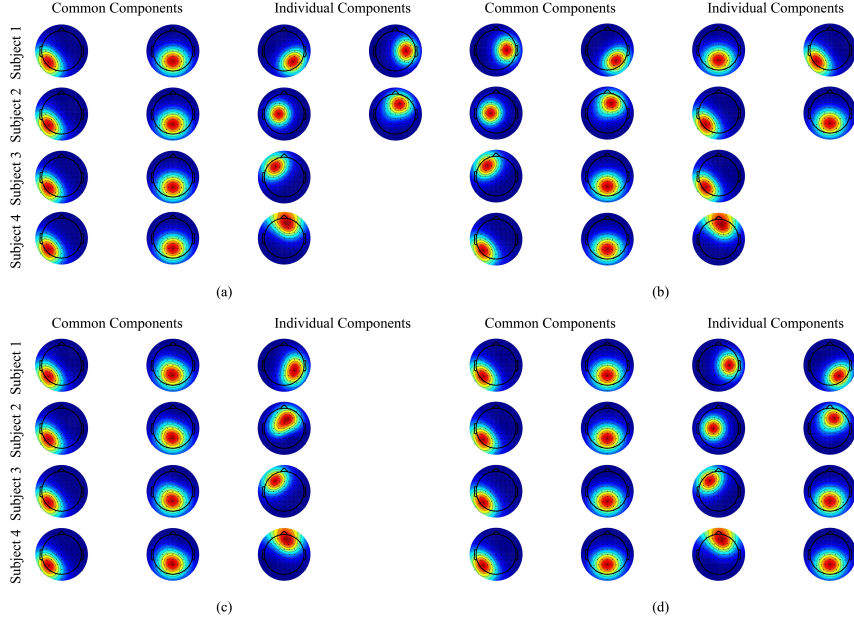 Common Components Individual Components Common Components Individual Components
Subject 1
Subject 2
Subject 3
Subject 4
(a) (b)
Common Components Individual Components Common Components Individual Components
Subject 1
Subject 2
Subject 3
Subject 4
(c) (d)